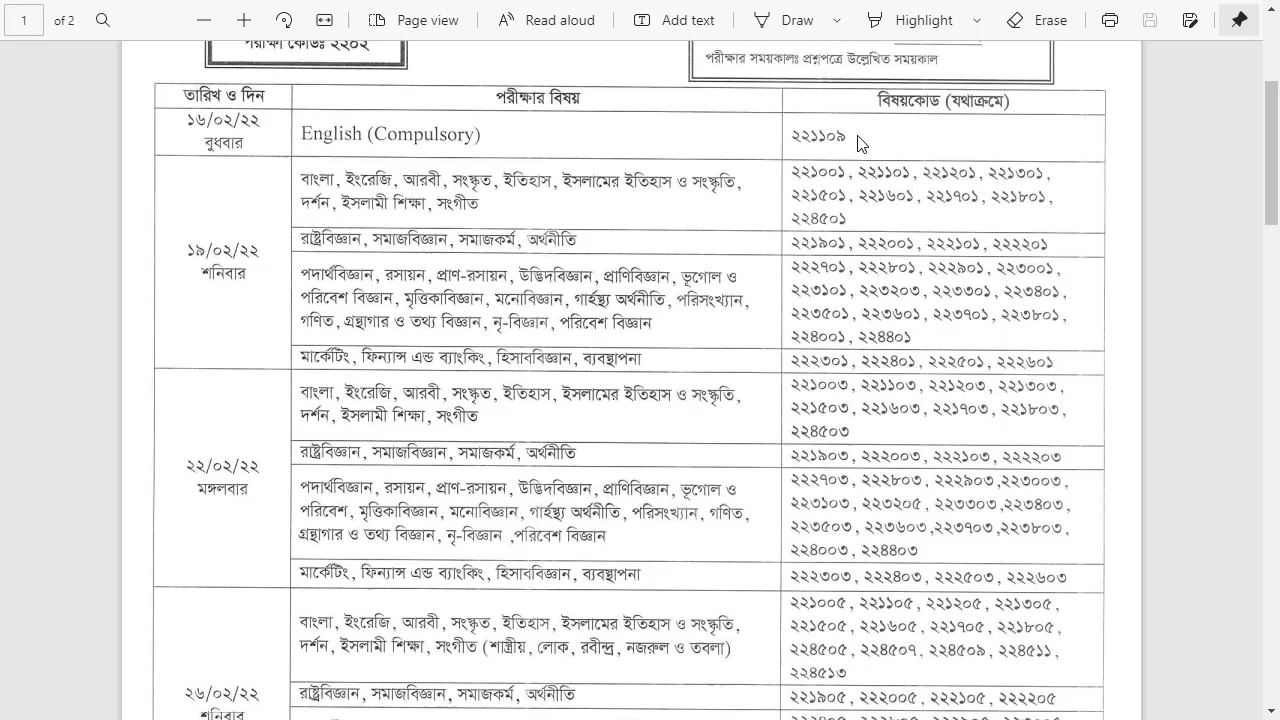 1 of 2 Page view Read aloud Add text Draw Highlight Erase
পরীক্ষা কোডঃ ২২০২
পরীক্ষার সময়কালঃ প্রশ্নপত্রে উল্লেখিত সময়কাল
তারিখ ও দিন পরীক্ষার বিষয় বিষয়কোড (যথাক্রমে)
১৬/০২/২২
বুধবার
English (Compulsory) ২২১১০৯
১৯/০২/২২
শনিবার
বাংলা, ইংরেজি, আরবী, সংস্কৃত, ইতিহাস, ইসলামের ইতিহাস ও সংস্কৃতি,
দর্শন, ইসলামী শিক্ষা, সংগীত
২২১০০১, ২২১১০১, ২২১২০১, ২২১৩০১,
২২১৫০১, ২২১৬০১, ২২১৭০১, ২২১৮০১,
২২৪৫০১
রাষ্ট্রবিজ্ঞান, সমাজবিজ্ঞান, সমাজকর্ম, অর্থনীতি ২২১৯০১, ২২২০০১, ২২২১০১, ২২২২০১
পদার্থবিজ্ঞান, রসায়ন, প্রাণ-রসায়ন, উদ্ভিদবিজ্ঞান, প্রাণিবিজ্ঞান, ভূগোল ও
পরিবেশ বিজ্ঞান, মৃত্তিকাবিজ্ঞান, মনোবিজ্ঞান, গার্হস্থ্য অর্থনীতি, পরিসংখ্যান,
গণিত, গ্রন্থাগার ও তথ্য বিজ্ঞান, নৃ-বিজ্ঞান, পরিবেশ বিজ্ঞান
২২২৭০১, ২২২৮০১, ২২২৯০১, ২২৩০০১,
২২৩১০১, ২২৩২০৩, ২২৩৩০১, ২২৩৪০১,
২২৩৫০১, ২২৩৬০১, ২২৩৭০১, ২২৩৮০১,
২২৪০০১, ২২৪৪০১
মার্কেটিং, ফিন্যান্স এন্ড ব্যাংকিং, হিসাববিজ্ঞান, ব্যবস্থাপনা ২২২৩০১, ২২২৪০১, ২২২৫০১, ২২২৬০১
২২/০২/২২
মঙ্গলবার
বাংলা, ইংরেজি, আরবী, সংস্কৃত, ইতিহাস, ইসলামের ইতিহাস ও সংস্কৃতি,
দর্শন, ইসলামী শিক্ষা, সংগীত
২২১০০৩, ২২১১০৩, ২২১২০৩, ২২১৩০৩,
২২১৫০৩, ২২১৬০৩, ২২১৭০৩, ২২১৮০৩,
২২৪৫০৩
রাষ্ট্রবিজ্ঞান, সমাজবিজ্ঞান, সমাজকর্ম, অর্থনীতি ২২১৯০৩, ২২২০০৩, ২২২১০৩, ২২২২০৩
পদার্থবিজ্ঞান, রসায়ন, প্রাণ-রসায়ন, উদ্ভিদবিজ্ঞান, প্রাণিবিজ্ঞান, ভূগোল ও
পরিবেশ, মৃত্তিকাবিজ্ঞান, মনোবিজ্ঞান, গার্হস্থ্য অর্থনীতি, পরিসংখ্যান, গণিত,
গ্রন্থাগার ও তথ্য বিজ্ঞান, নৃ-বিজ্ঞান ,পরিবেশ বিজ্ঞান
২২২৭০৩, ২২২৮০৩, ২২২৯০৩,২২৩০০৩,
২২৩১০৩, ২২৩২০৫, ২২৩৩০৩,২২৩৪০৩,
২২৩৫০৩, ২২৩৬০৩,২২৩৭০৩,২২৩৮০৩,
২২৪০০৩, ২২৪৪০৩
মার্কেটিং, ফিন্যান্স এন্ড ব্যাংকিং, হিসাববিজ্ঞান, ব্যবস্থাপনা ২২২৩০৩, ২২২৪০৩, ২২২৫০৩, ২২২৬০৩
২৬/০২/২২
শনিবার
বাংলা, ইংরেজি, আরবী, সংস্কৃত, ইতিহাস, ইসলামের ইতিহাস ও সংস্কৃতি,
দর্শন, ইসলামী শিক্ষা, সংগীত (শাস্ত্রীয়, লোক, রবীন্দ্র, নজরুল ও তবলা)
২২১০০৫, ২২১১০৫, ২২১২০৫, ২২১৩০৫,
২২১৫০৫, ২২১৬০৫, ২২১৭০৫, ২২১৮০৫,
২২৪৫০৫, ২২৪৫০৭, ২২৪৫০৯, ২২৪৫১১,
২২৪৫১৩
রাষ্ট্রবিজ্ঞান, সমাজবিজ্ঞান, সমাজকর্ম, অর্থনীতি ২২১৯০৫, ২২২০০৫, ২২২১০৫, ২২২২০৫